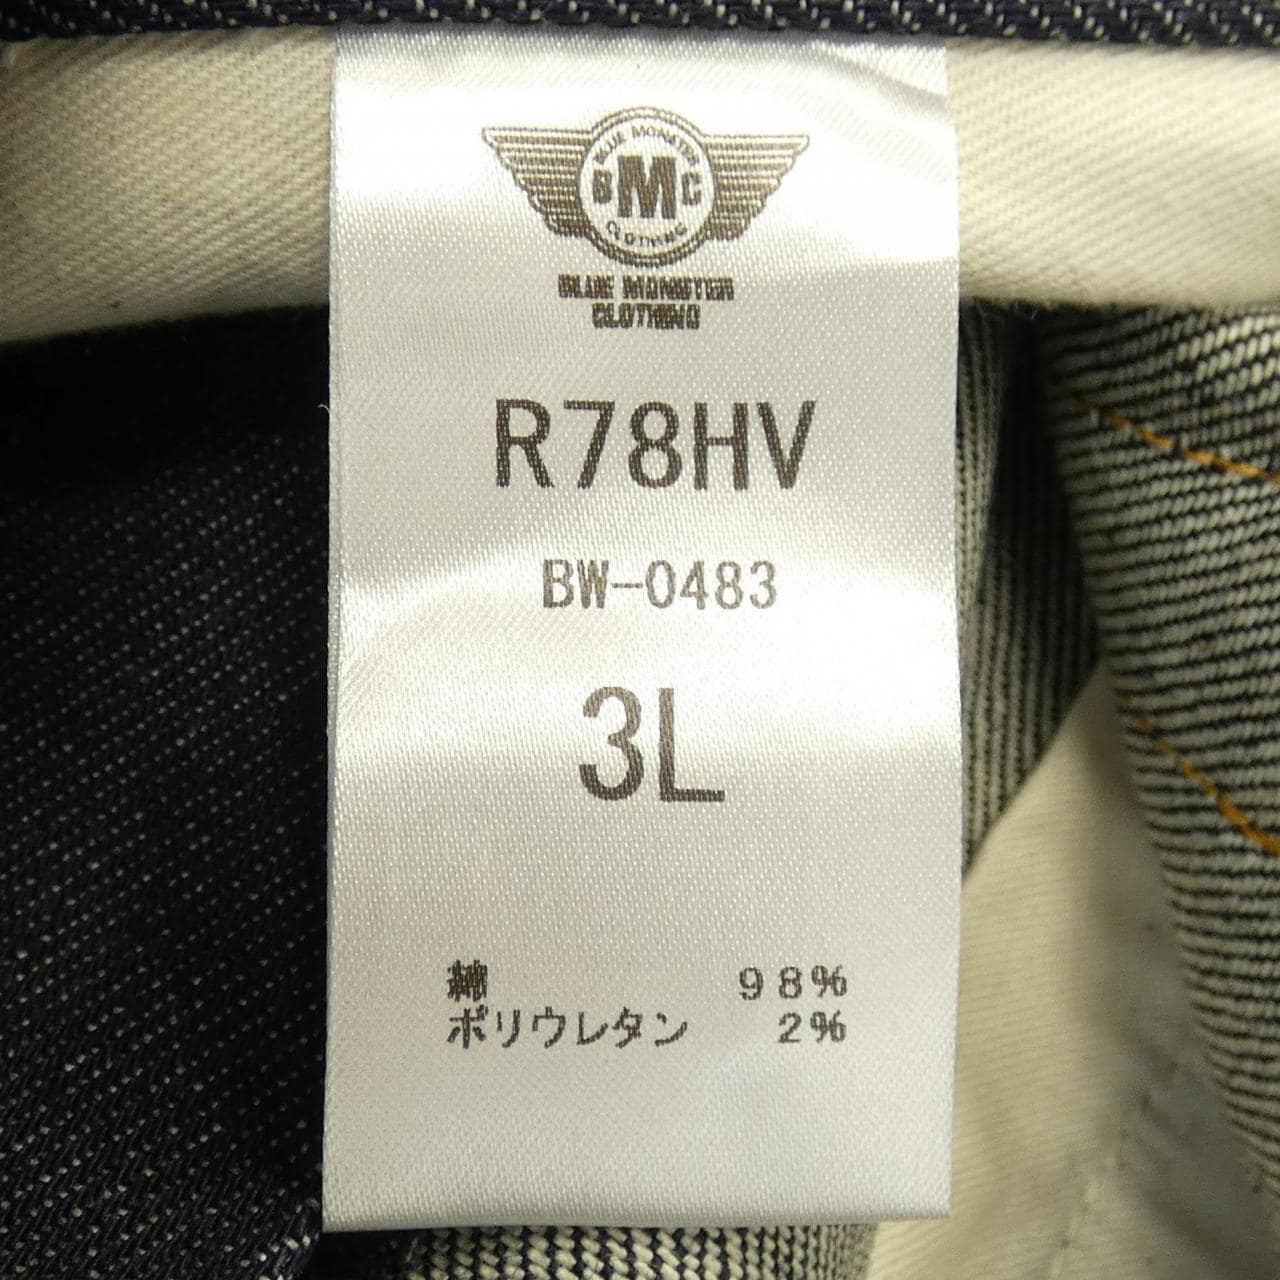 BLUE MONSTER
BMC
CLOTHING
BLUE MONSTER
CLOTHING
R78HV
BW-0483
3L
綿 98%
ポリウレタン 2%